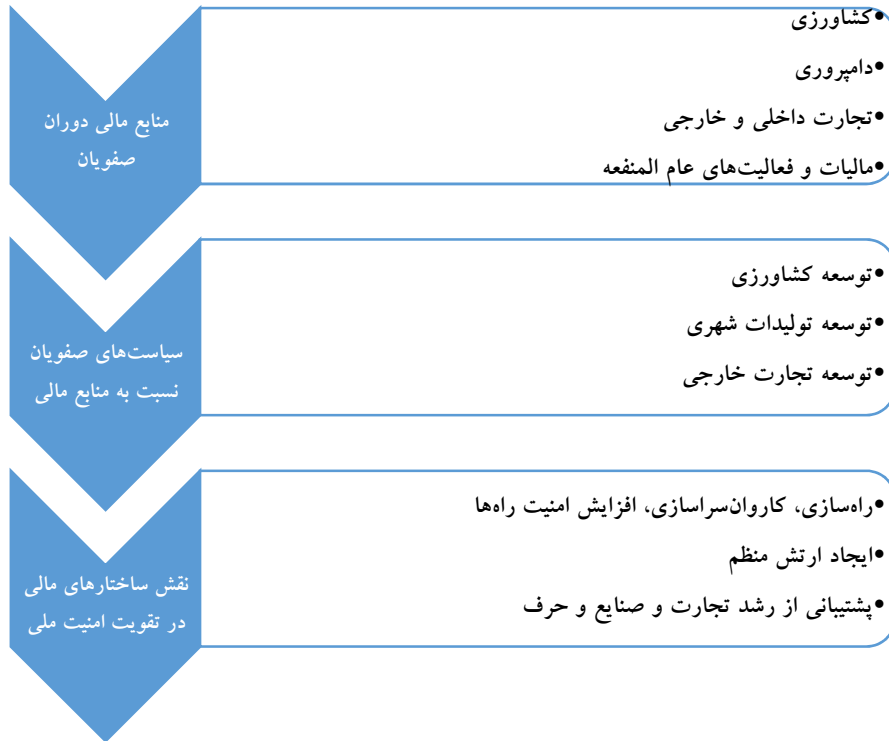 منابع مالی دوران
صفویان
•کشاورزی
•دامپروری
•تجارت داخلی و خارجی
•مالیات و فعالیت‌های عام المنفعه
سیاست‌های صفویان
نسبت به منابع مالی
•توسعه کشاورزی
•توسعه تولیدات شهری
•توسعه تجارت خارجی
نقش ساختارهای مالی
در تقویت امنیت ملی
•راه‌سازی، کاروان‌سراسازی، افزایش امنیت راه‌ها
•ایجاد ارتش منظم
•پشتیبانی از رشد تجارت و صنایع و حرف